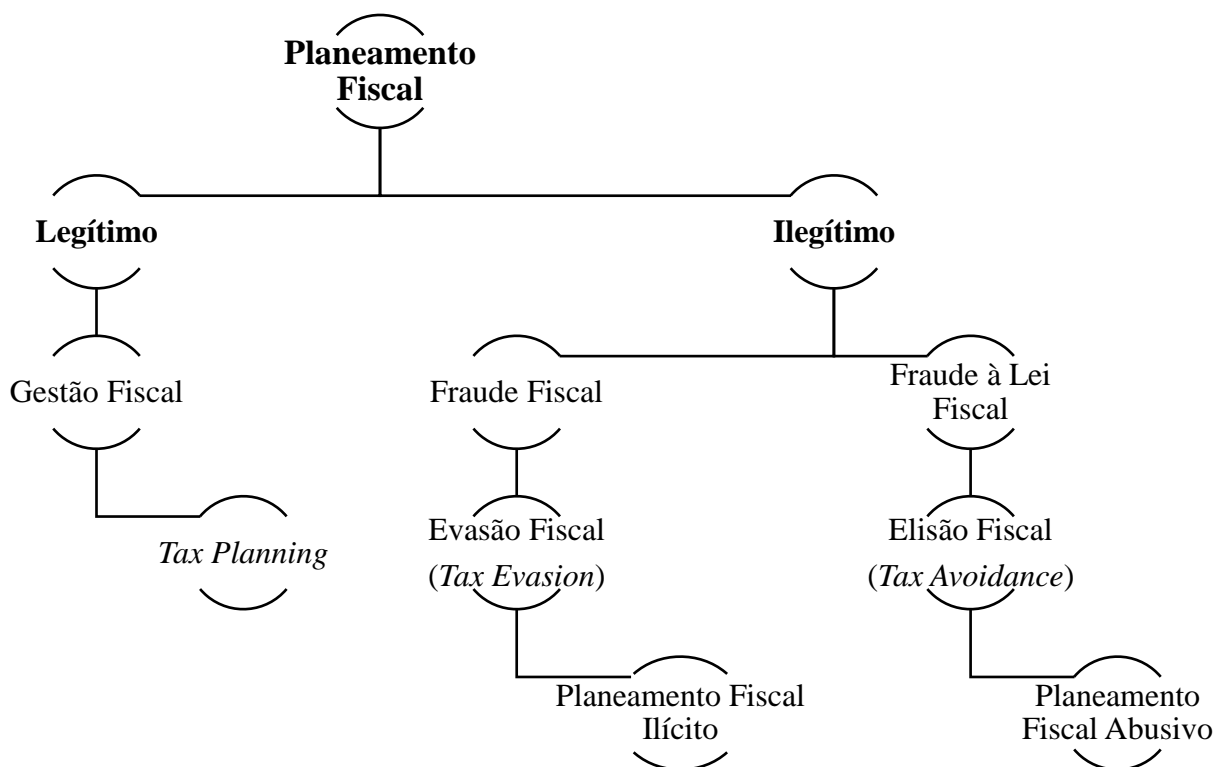 Planeamento
Fiscal
Legítimo
Ilegítimo
Gestão Fiscal
Fraude Fiscal
Fraude à Lei
Fiscal
Tax Planning
Evasão Fiscal
(Tax Evasion)
Elisão Fiscal
(Tax Avoidance)
Planeamento Fiscal
Ilícito
Planeamento
Fiscal Abusivo